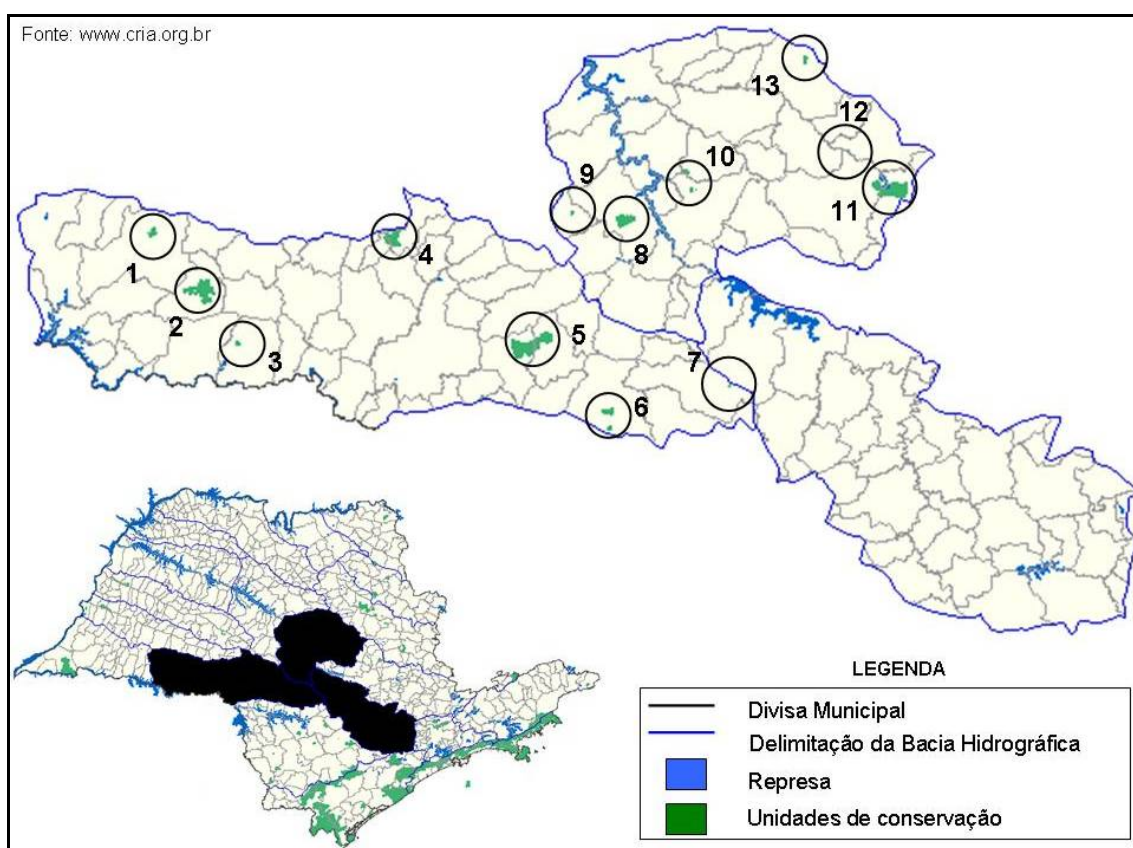 Fonte: www.cria.org.br
13
12
10
9
11
8
4
1
2
5
7
3
6
LEGENDA
Divisa Municipal
Delimitação da Bacia Hidrográfica
Represa
Unidades de conservação